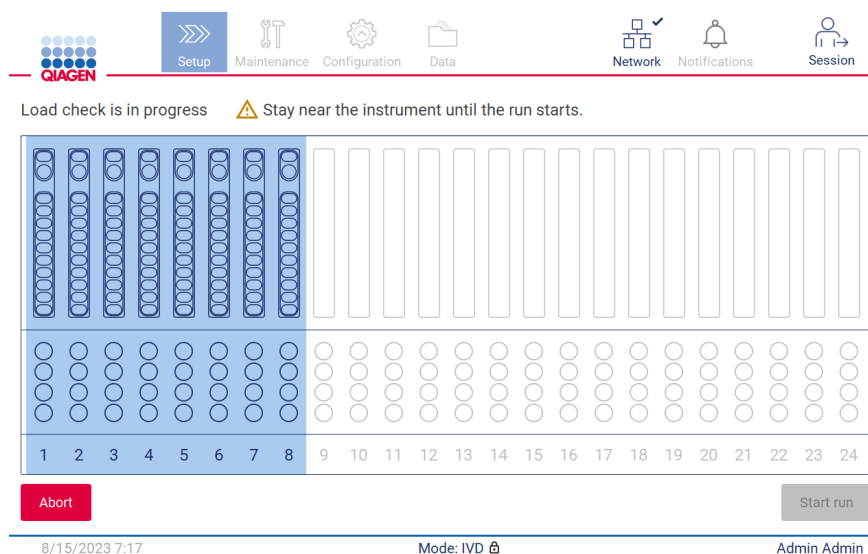 QIAGEN
Setup
Maintenance
Configuration
Data
Network
Notifications
Session
Load check is in progress
Stay near the instrument until the run starts.
1 2 3 4 5 6 7 8 9 10 11 12 13 14 15 16 17 18 19 20 21 22 23 24
Abort
Start run
8/15/2023 7:17
Mode: IVD
Admin Admin